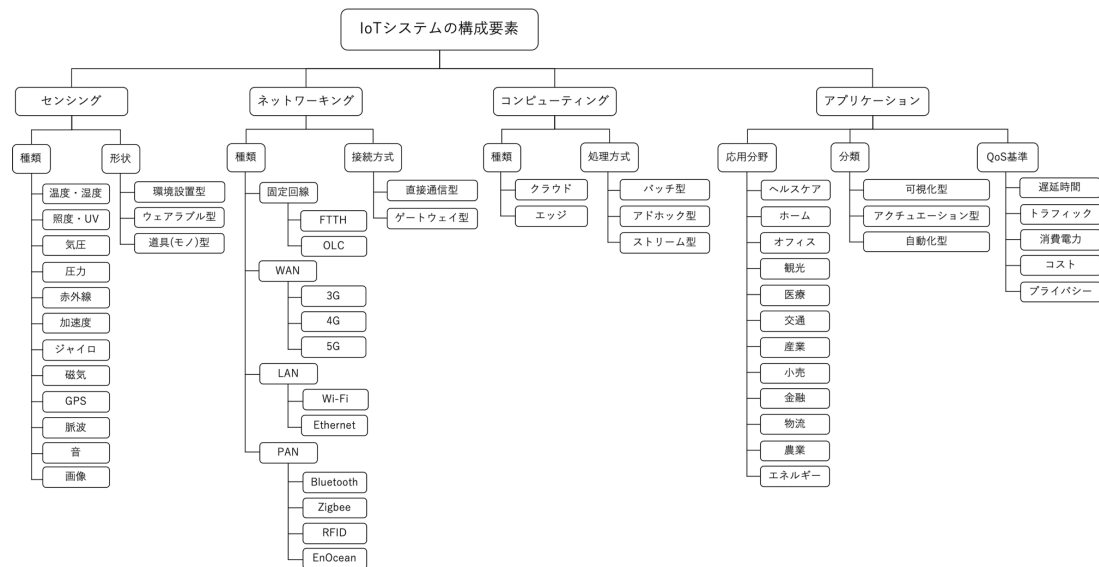 IoTシステムの構成要素
センシング
種類
温度・湿度
照度・UV
気圧
圧力
赤外線
加速度
ジャイロ
磁気
GPS
脈波
音
画像
形状
環境設置型
ウェアラブル型
道具(モノ)型
ネットワーキング
種類
固定回線
FTTH
OLC
WAN
3G
4G
5G
LAN
Wi-Fi
Ethernet
PAN
Bluetooth
Zigbee
RFID
EnOcean
接続方式
直接通信型
ゲートウェイ型
コンピューティング
種類
クラウド
エッジ
処理方式
バッチ型
アドホック型
ストリーム型
アプリケーション
応用分野
ヘルスケア
ホーム
オフィス
観光
医療
交通
産業
小売
金融
物流
農業
エネルギー
分類
可視化型
アクチュエーション型
自動化型
QoS基準
遅延時間
トラフィック
消費電力
コスト
プライバシー